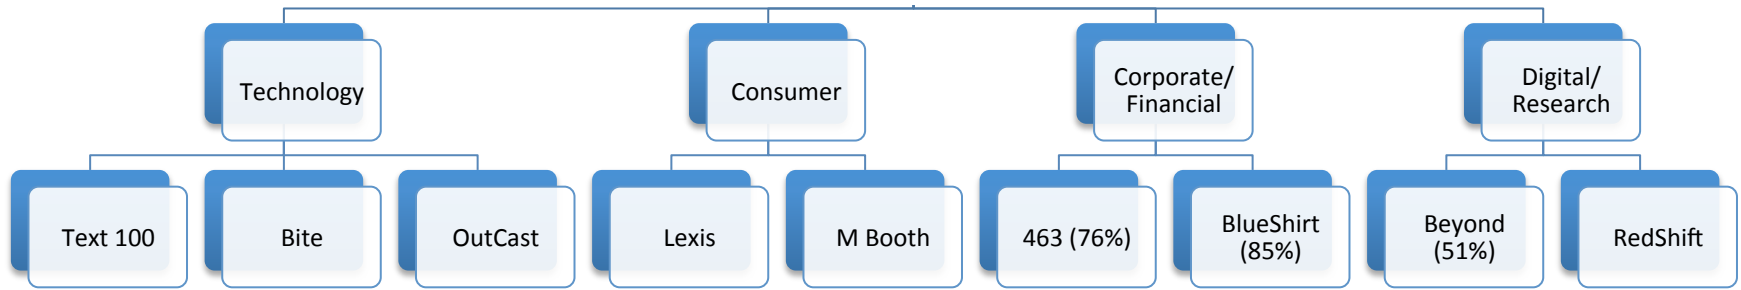 Technology
Consumer
Corporate/
Financial
Digital/
Research
Text 100
Bite
OutCast
Lexis
M Booth
463 (76%)
BlueShirt
(85%)
Beyond
(51%)
RedShift